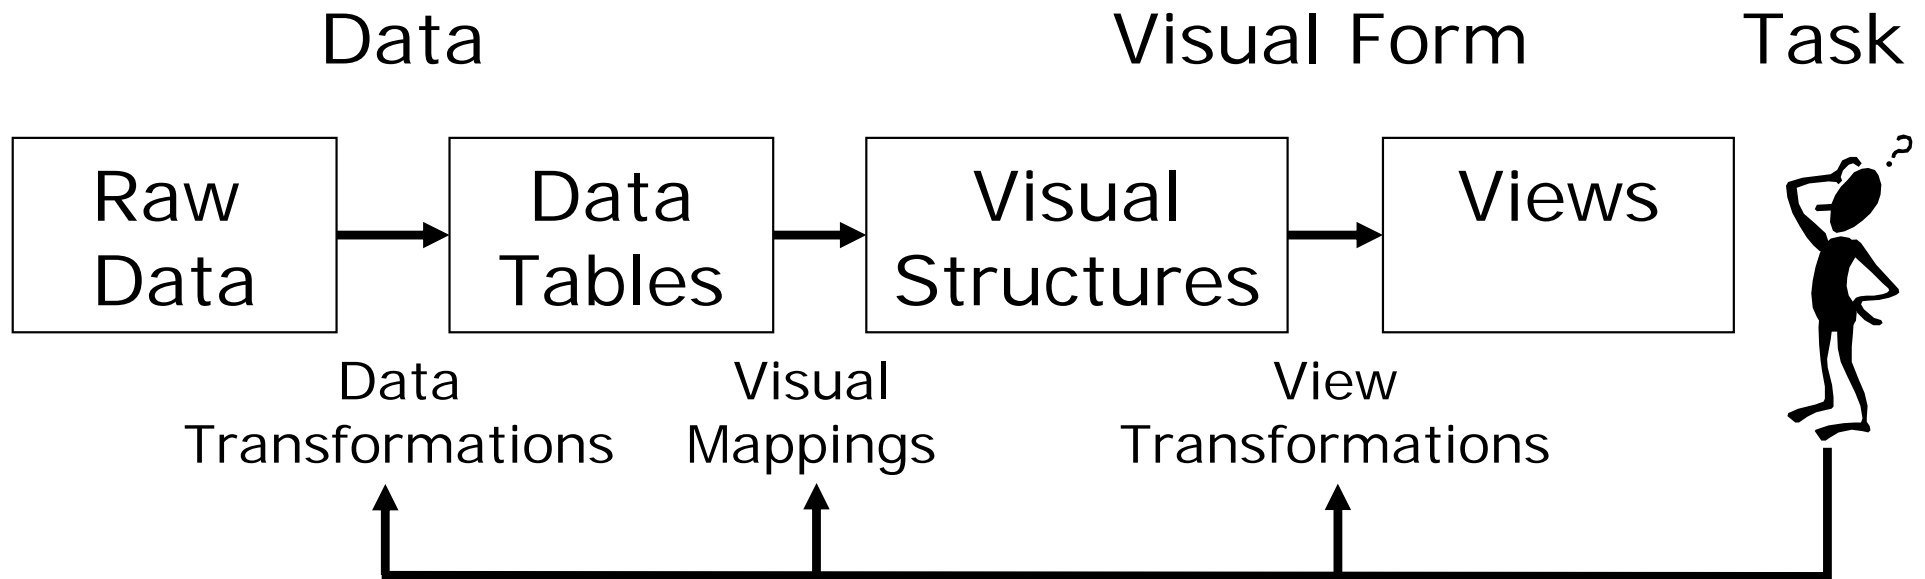 Data
Visual Form
Task
Raw
Data
Data
Tables
Visual
Structures
Views
?
Data
Transformations
Visual
Mappings
View
Transformations